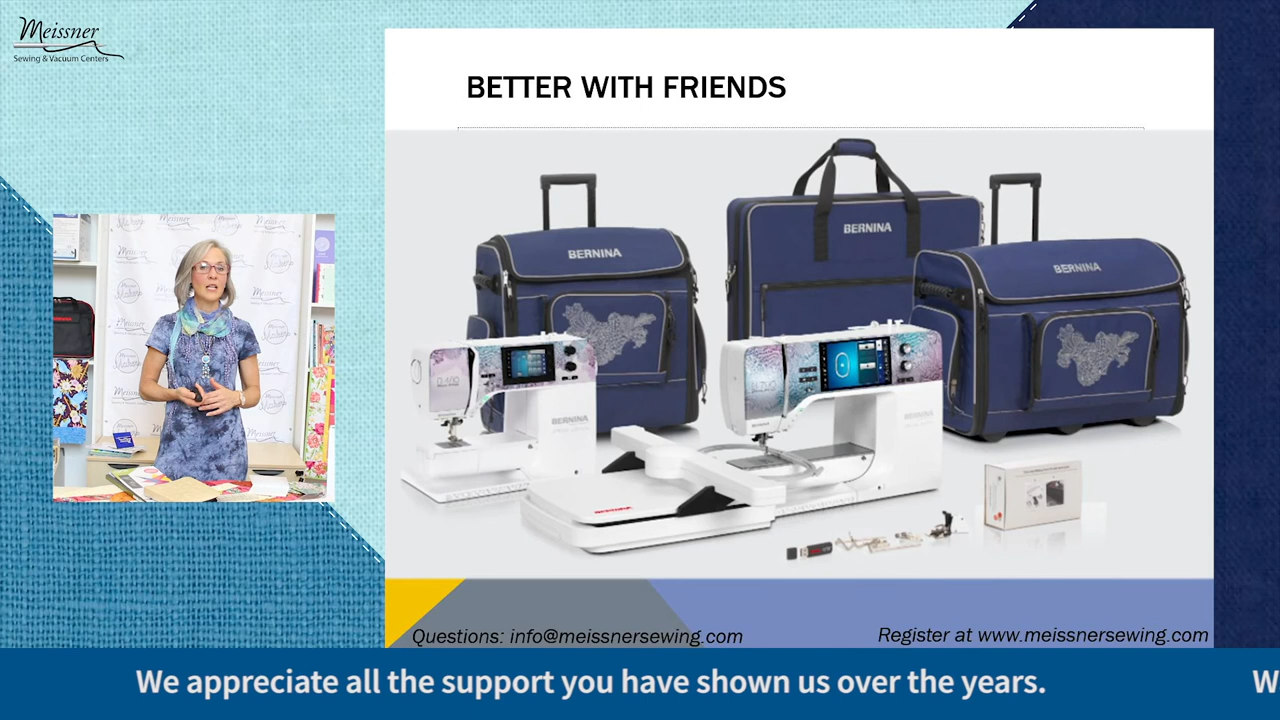 Meissner
Sewing & Vacuum Centers
BETTER WITH FRIENDS
BERNINA
BERNINA
BERNINA
BERNINA
BERNINA
Questions: info@meissnersewing.com
Register at www.meissnersewing.com
We appreciate all the support you have shown us over the years.
W